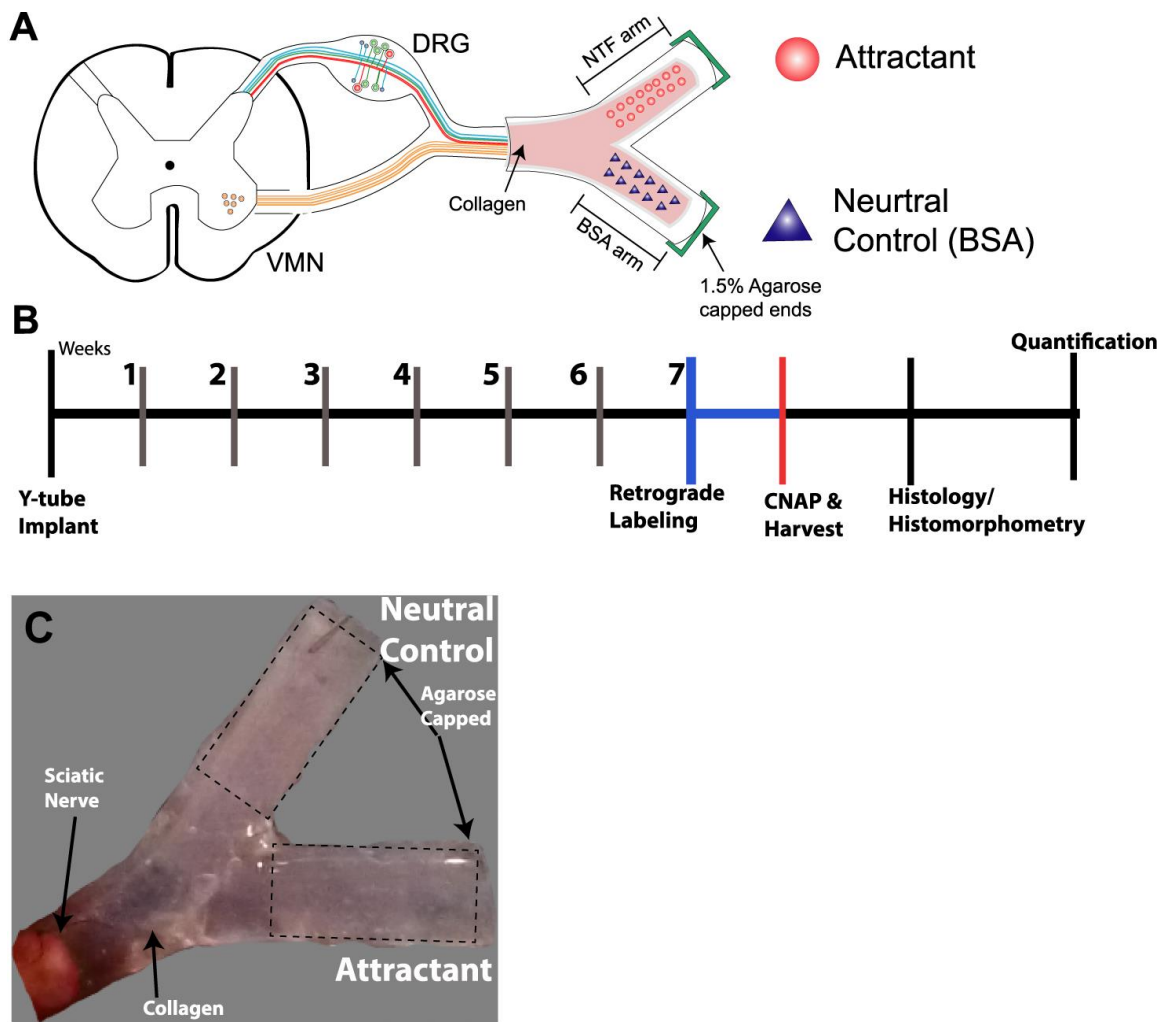 A
DRG
NTF arm
Attractant
Collagen
BSA arm
VMN
Neurtral
Control (BSA)
1.5% Agarose
capped ends
B
Weeks
1 2 3 4 5 6 7
Quantification
Y-tube
Implant
Retrograde
Labeling
CNAP &
Harvest
Histology/
Histomorphometry
C
Neutral
Control
Agarose
Capped
Sciatic
Nerve
Attractant
Collagen